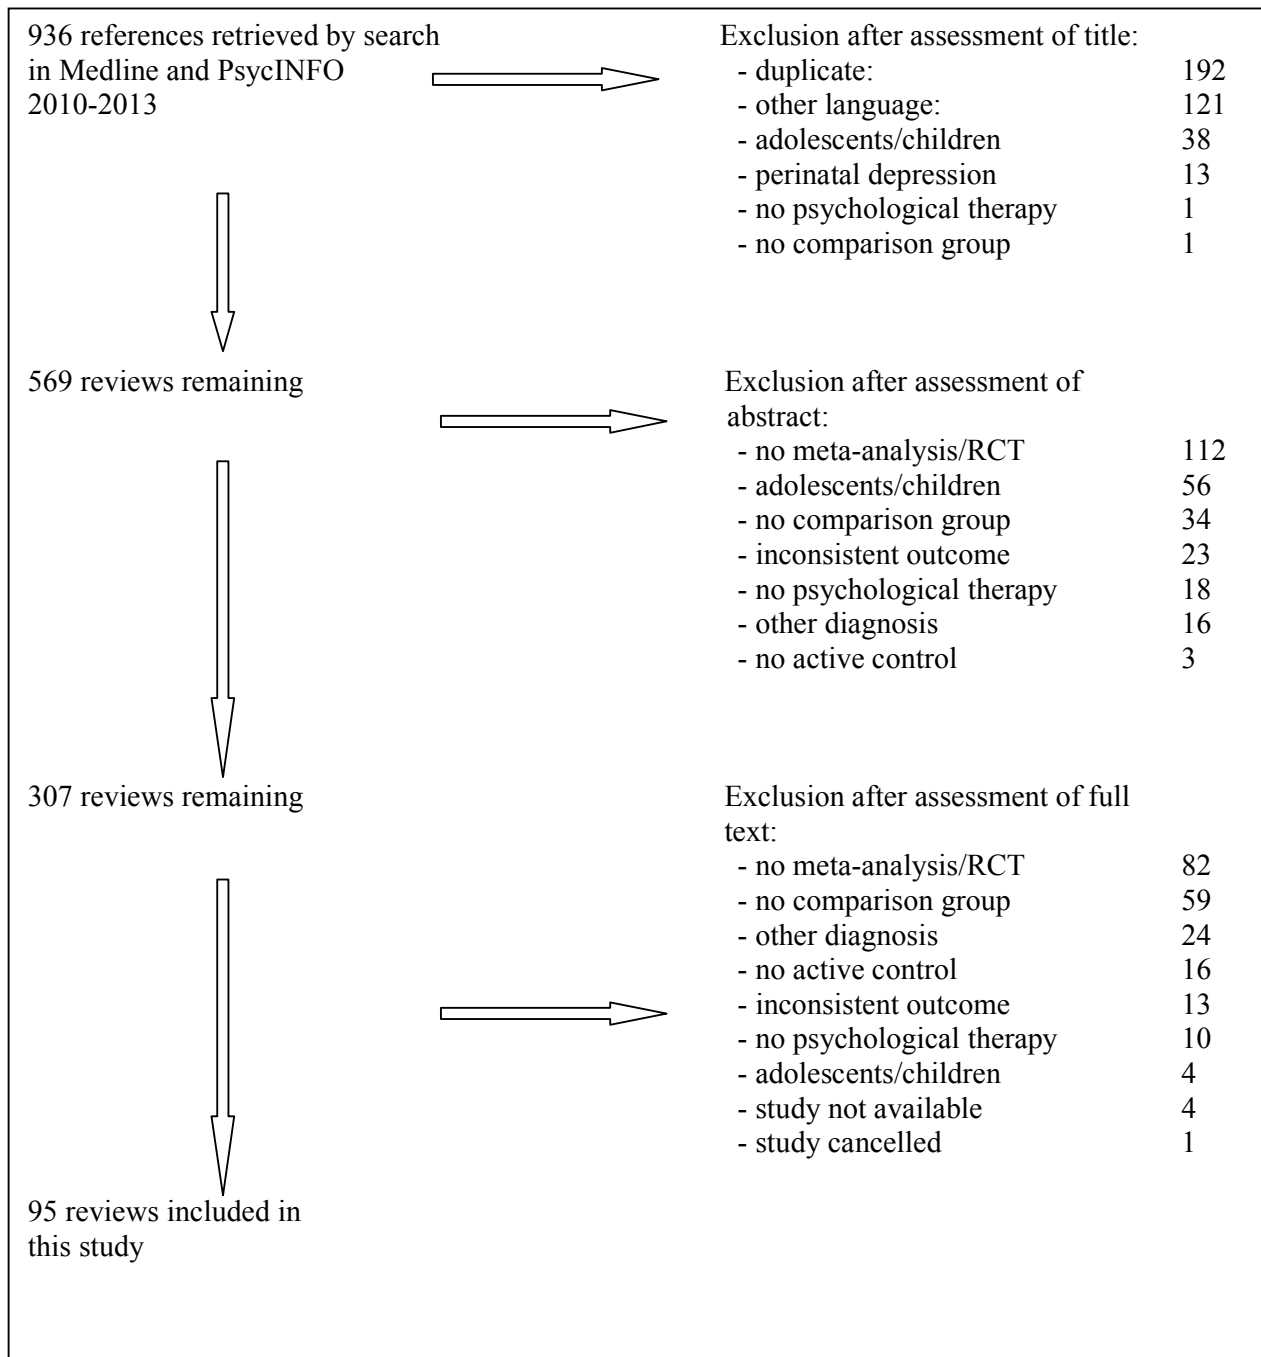 936 references retrieved by search
in Medline and PsycINFO
2010-2013
Exclusion after assessment of title:
- duplicate: 192
- other language: 121
- adolescents/children 38
- perinatal depression 13
- no psychological therapy 1
- no comparison group 1
569 reviews remaining
Exclusion after assessment of
abstract:
- no meta-analysis/RCT 112
- adolescents/children 56
- no comparison group 34
- inconsistent outcome 23
- no psychological therapy 18
- other diagnosis 16
- no active control 3
307 reviews remaining
Exclusion after assessment of full
text:
- no meta-analysis/RCT 82
- no comparison group 59
- other diagnosis 24
- no active control 16
- inconsistent outcome 13
- no psychological therapy 10
- adolescents/children 4
- study not available 4
- study cancelled 1
95 reviews included in
this study